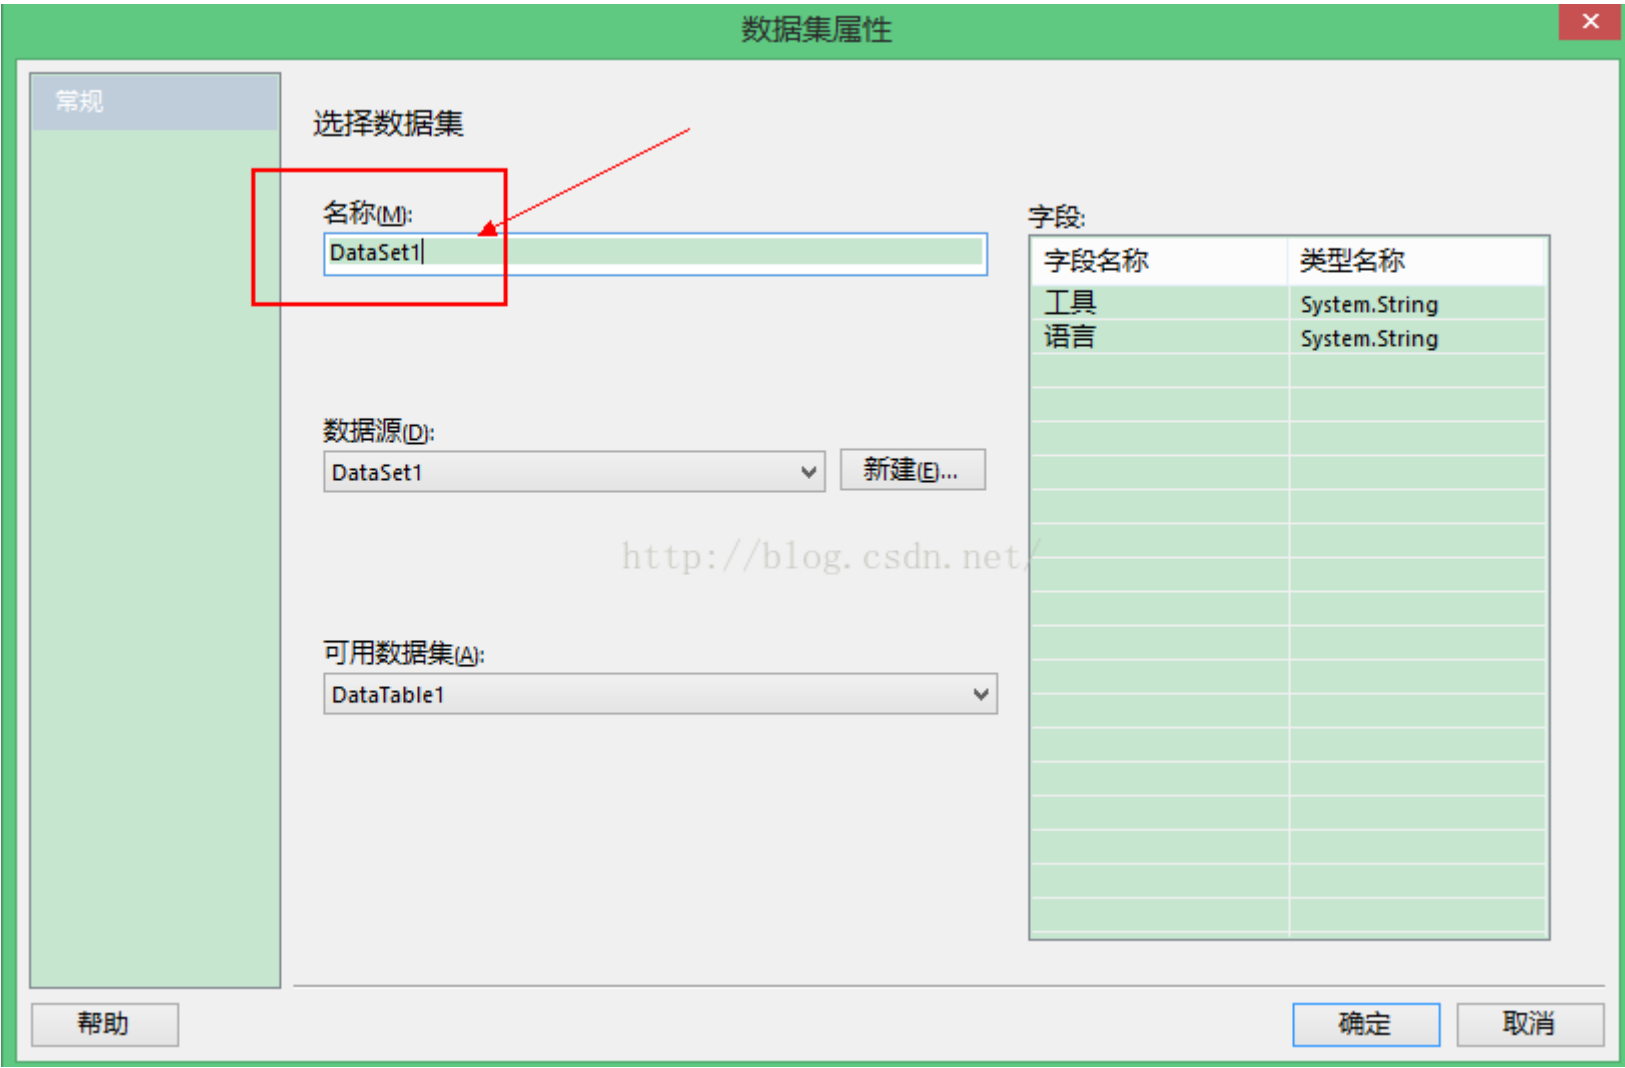 数据集属性
常规
选择数据集
名称(M):
DataSet1
数据源(D):
DataSet1
新建(E)...
http://blog.csdn.net/
可用数据集(A):
DataTable1
字段:
字段名称 类型名称
工具 System.String
语言 System.String
帮助
确定
取消